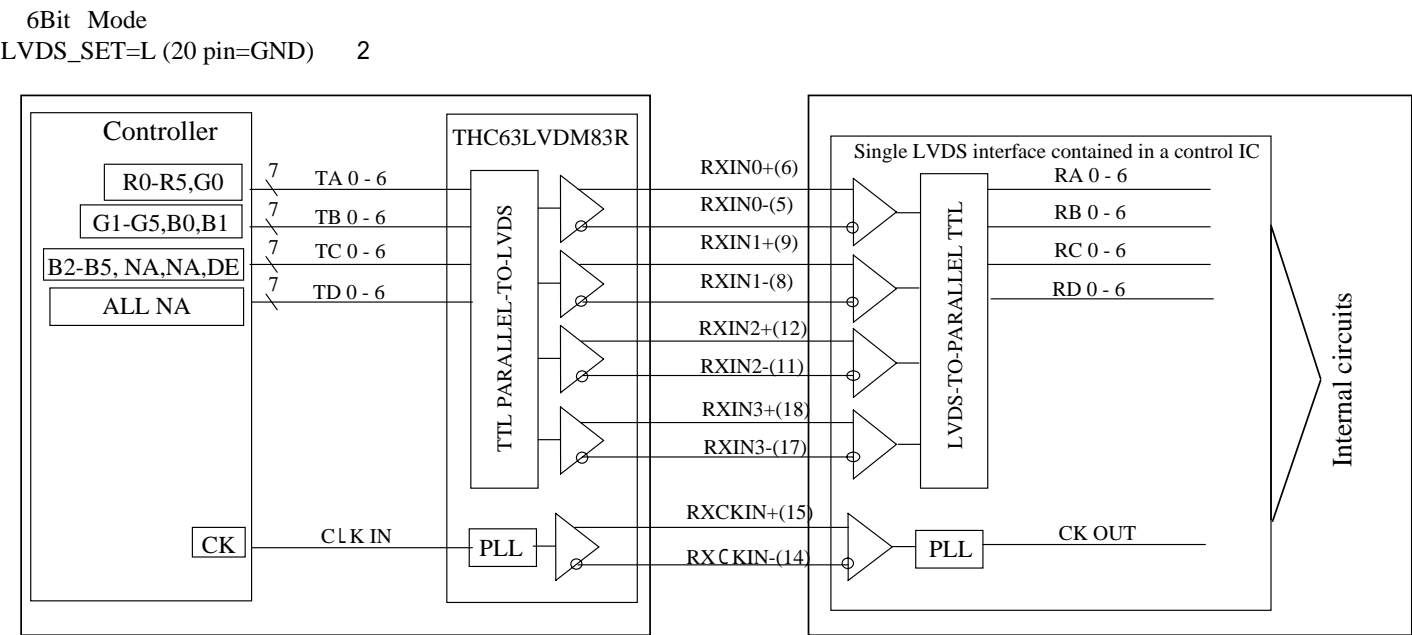 6Bit Mode
LVDS_SET=L (20 pin=GND) 2
Controller
R0-R5,G0
G1-G5,B0,B1
B2-B5, NA,NA,DE
ALL NA
CK
7
TA 0 - 6
7
TB 0 - 6
7
TC 0 - 6
7
TD 0 - 6
CLK IN
THC63LVDM83R
TTL PARALLEL-TO-LVDS
PLL
RXIN0+(6)
RXIN0-(5)
RXIN1+(9)
RXIN1-(8)
RXIN2+(12)
RXIN2-(11)
RXIN3+(18)
RXIN3-(17)
RXCKIN+(15)
RXCKIN-(14)
Single LVDS interface contained in a control IC
LVDS-TO-PARALLEL TTL
PLL
RA 0 - 6
RB 0 - 6
RC 0 - 6
RD 0 - 6
CK OUT
Internal circuits